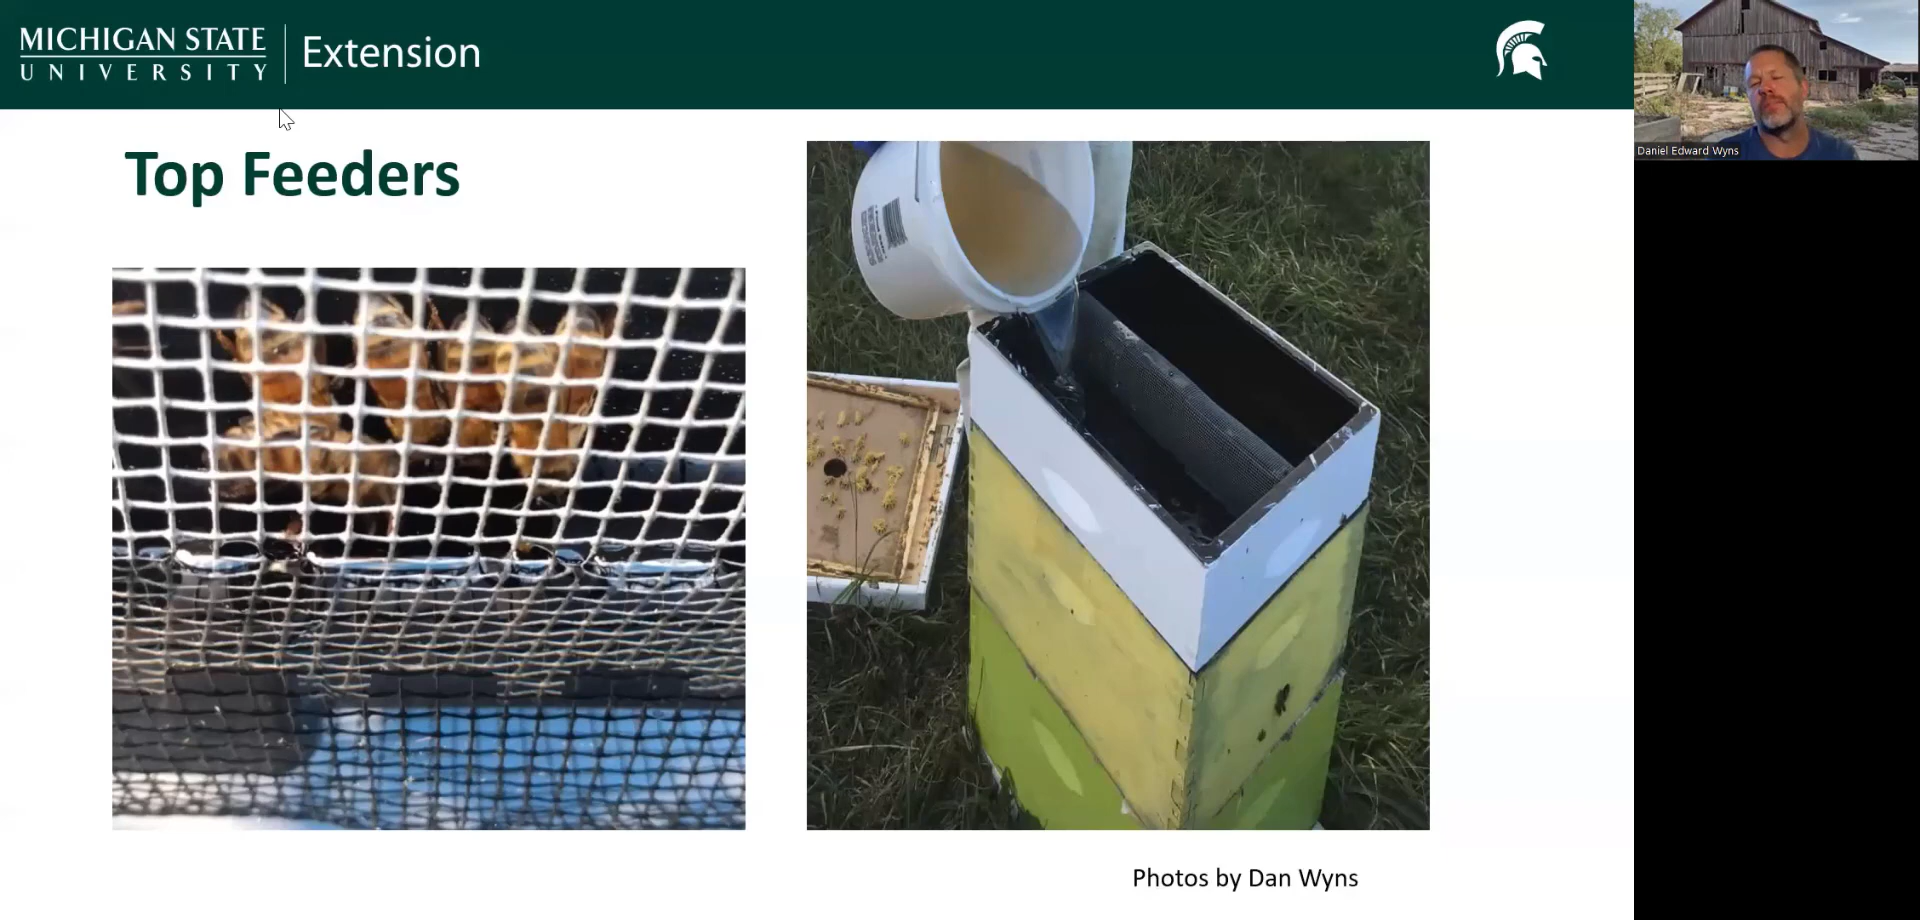 MICHIGAN STATE
UNIVERSITY
Extension
Daniel Edward Wyns
Top Feeders
Photos by Dan Wyns